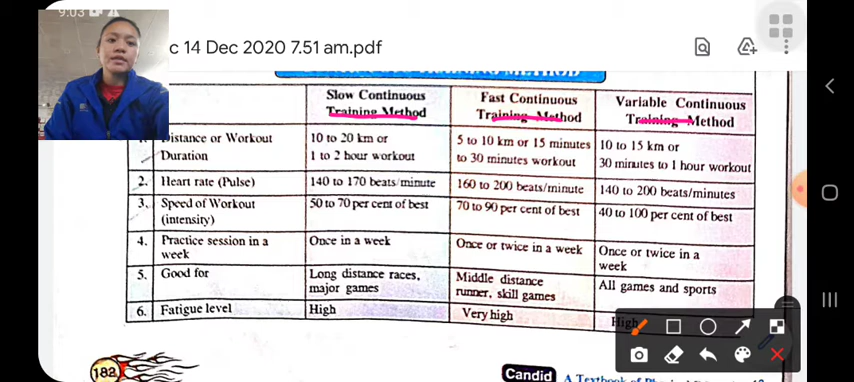 9:03
c 14 Dec 2020 7.51 am.pdf
Slow Continuous Training Method
Fast Continuous Training Method
Variable Continuous Training Method
Distance or Workout Duration
10 to 20 km or
1 to 2 hour workout
5 to 10 km or 15 minutes
to 30 minutes workout
10 to 15 km or
30 minutes to 1 hour workout
2. Heart rate (Pulse)
140 to 170 beats/minute
160 to 200 beats/minute
140 to 200 beats/minutes
3. Speed of Workout
(intensity)
50 to 70 per cent of best
70 to 90 per cent of best
40 to 100 per cent of best
4. Practice session in a
week
Once in a week
Once or twice in a week
Once or twice in a
week
5. Good for
Long distance races,
major games
Middle distance
runner, skill games
All games and sports
6. Fatigue level
High
Very high
High
182
Candid
A Textbook of Physical